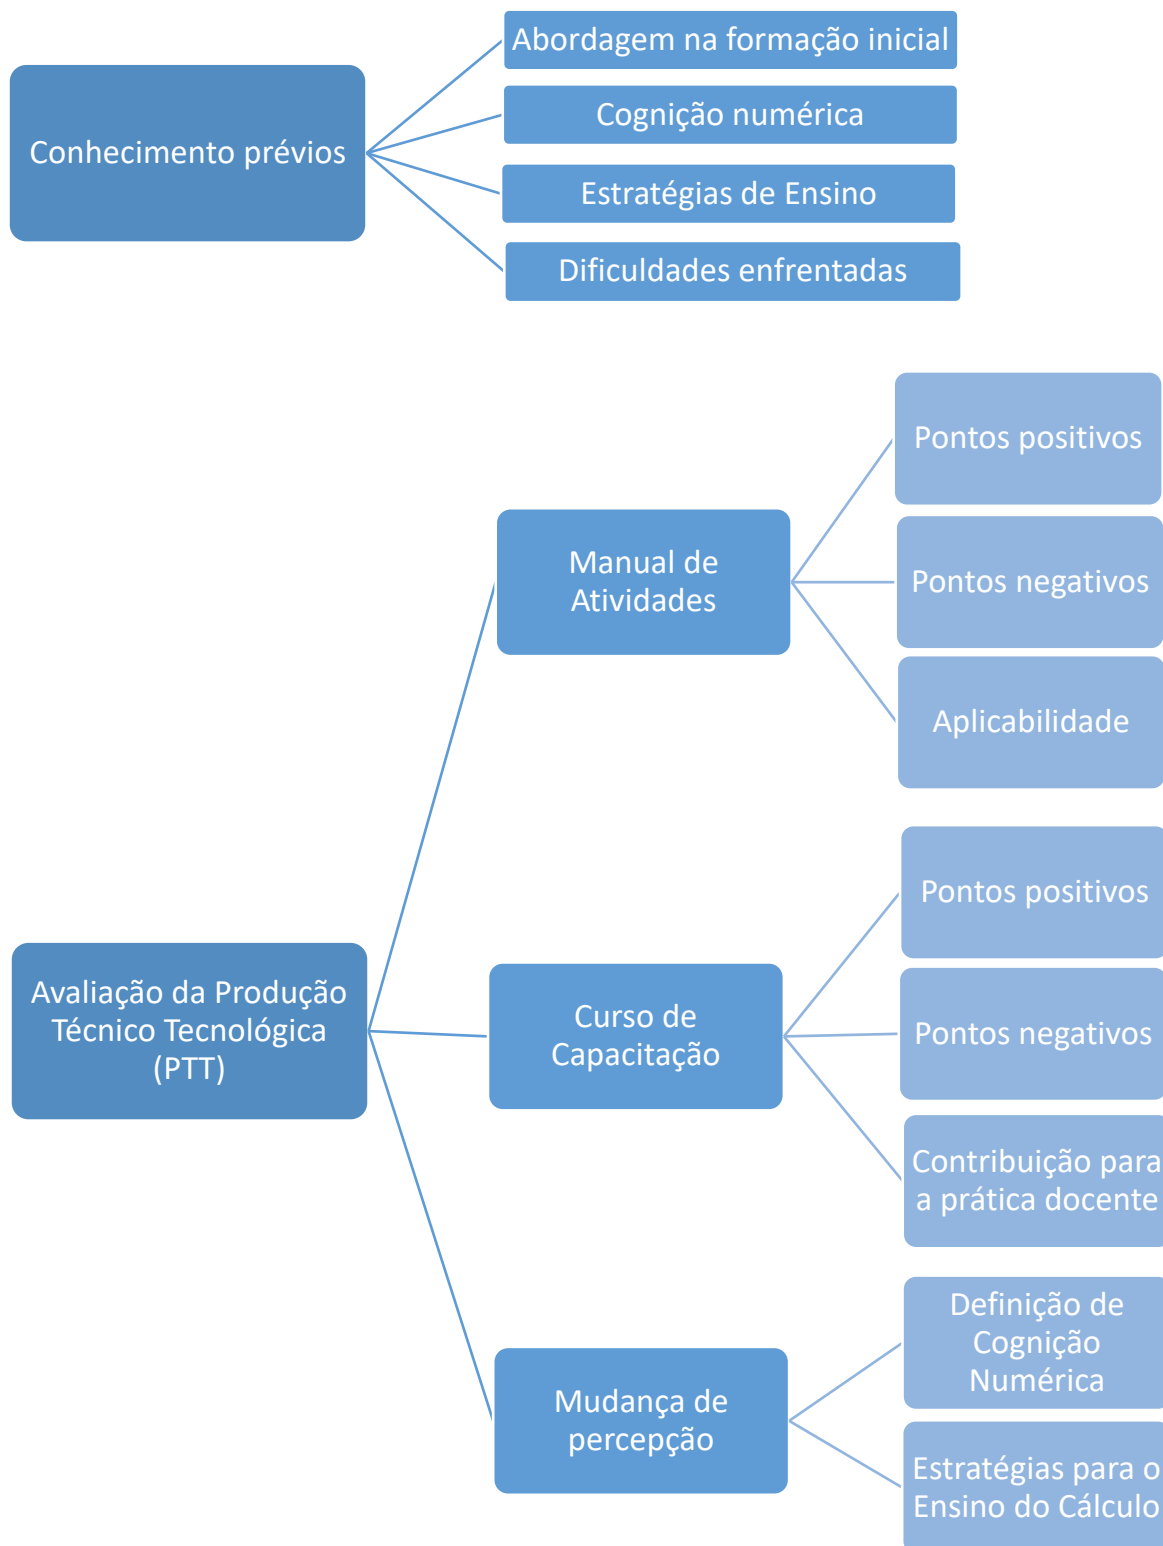 Conhecimento prévios
Abordagem na formação inicial
Cognição numérica
Estratégias de Ensino
Dificuldades enfrentadas
Avaliação da Produção
Técnico Tecnológica
(PTT)
Manual de
Atividades
Pontos positivos
Pontos negativos
Aplicabilidade
Curso de
Capacitação
Pontos positivos
Pontos negativos
Contribuição para
a prática docente
Mudança de
percepção
Definição de
Cognição
Numérica
Estratégias para o
Ensino do Cálculo